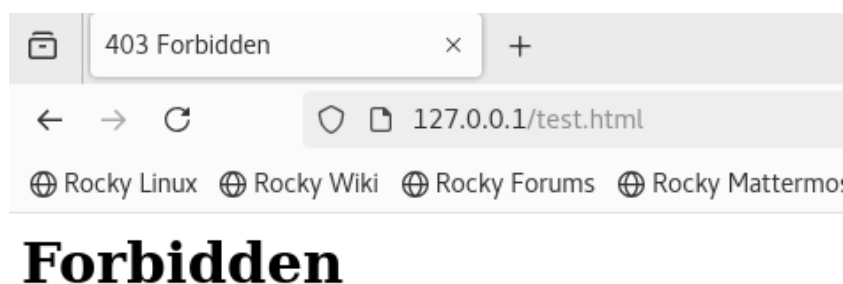 403 Forbidden
127.0.0.1/test.html
Rocky Linux Rocky Wiki Rocky Forums Rocky Mattermos
Forbidden